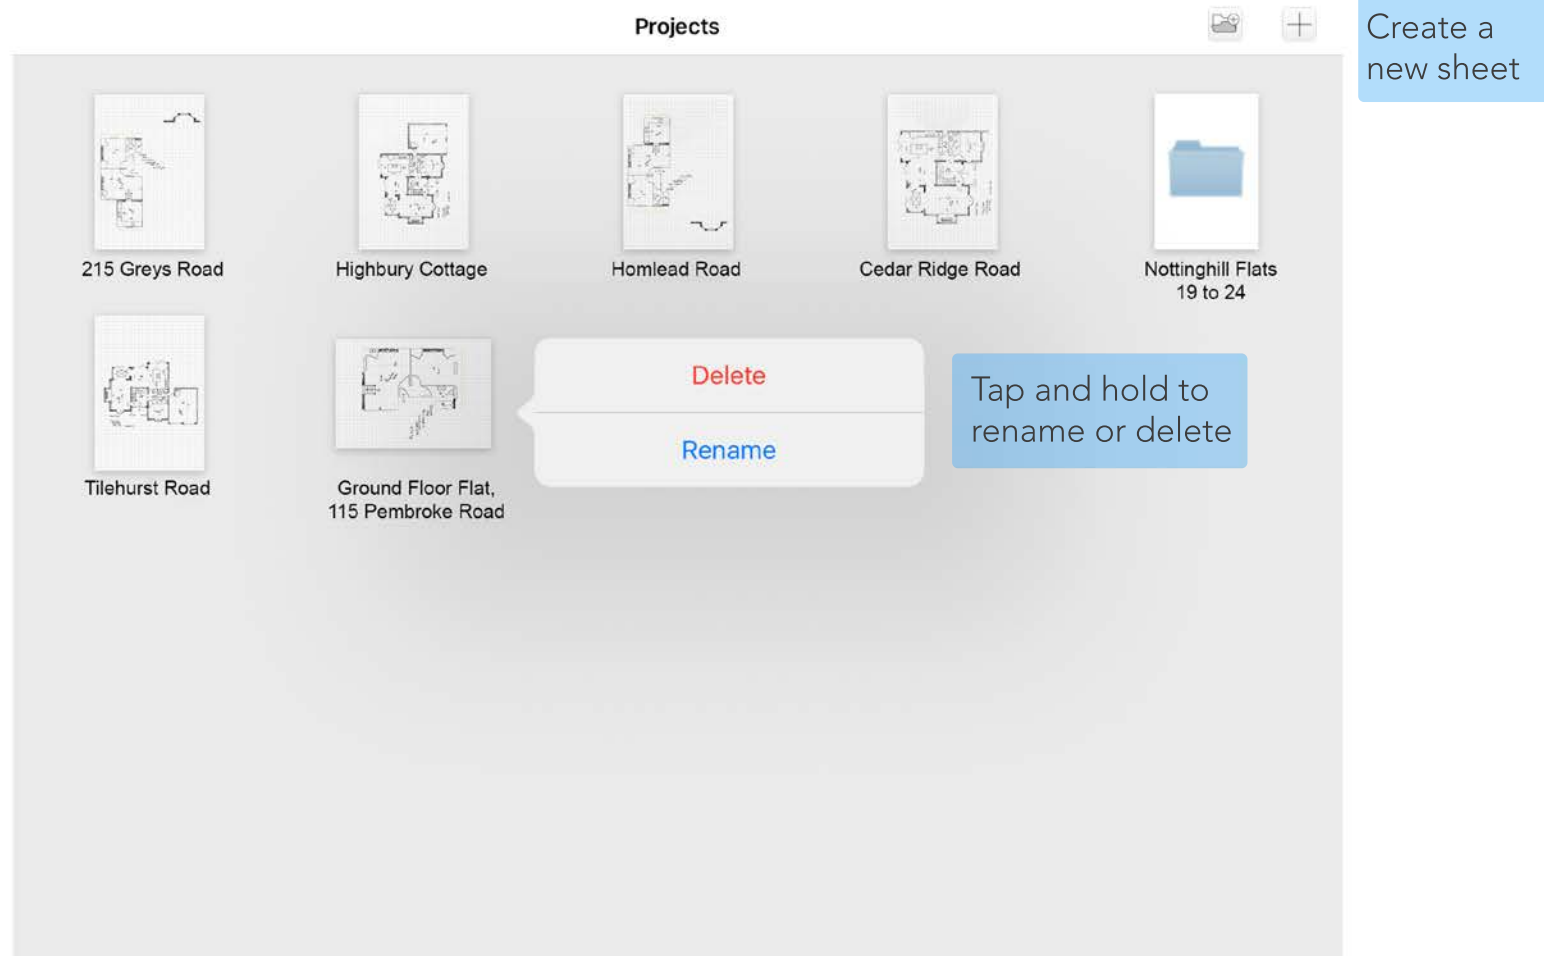 Projects
Create a
new sheet
215 Greys Road
Highbury Cottage
Homlead Road
Cedar Ridge Road
Nottinghill Flats
19 to 24
Delete
Rename
Tap and hold to
rename or delete
Tilehurst Road
Ground Floor Flat,
115 Pembroke Road